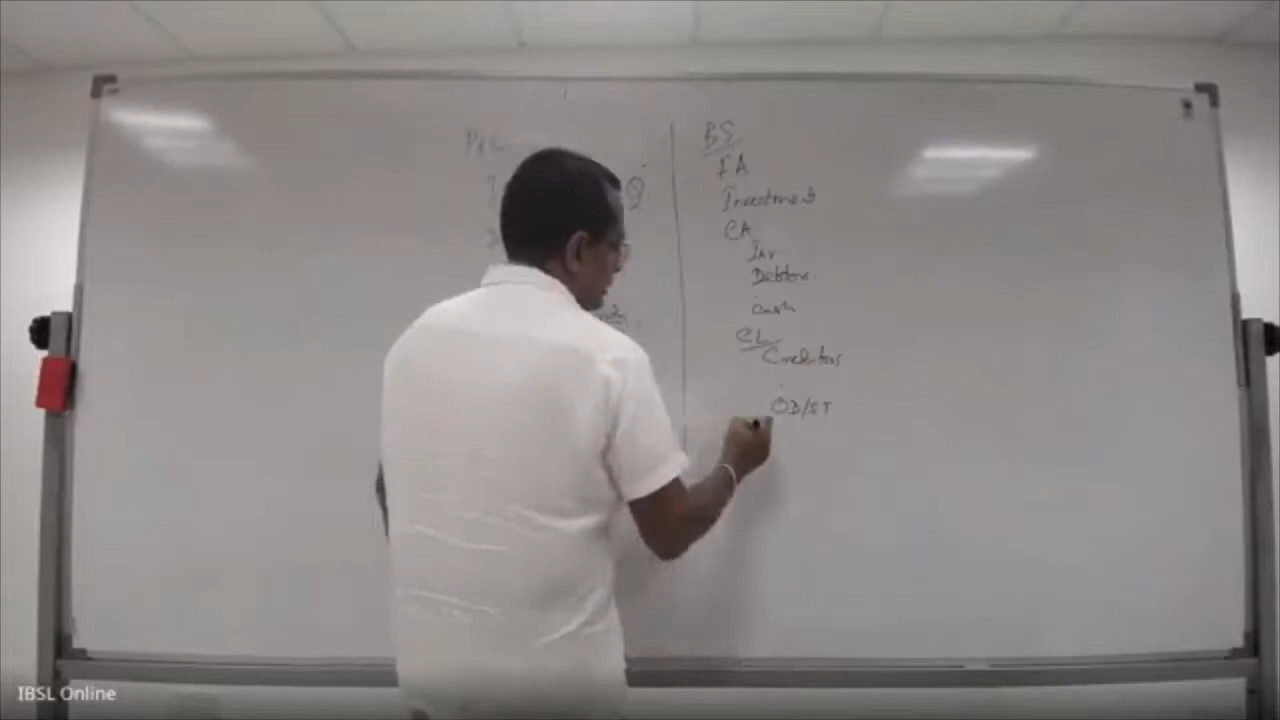 P&L
BS
FA
Investment
CA
Inv.
Debtors
cash
CL
Creditors
OD/ST
IBSL Online